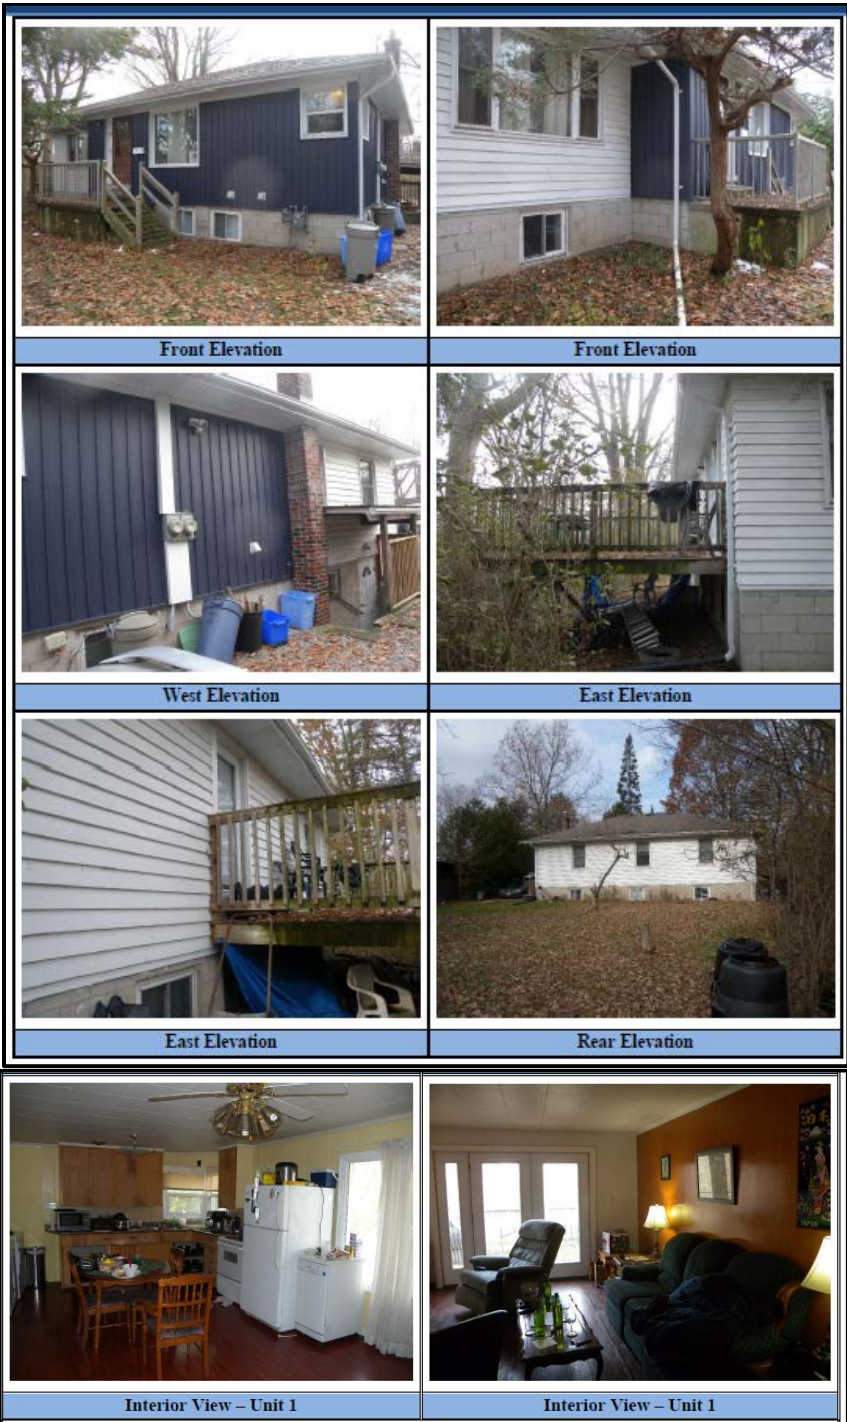 Front Elevation
Front Elevation
West Elevation
East Elevation
East Elevation
Rear Elevation
Interior View – Unit 1
Interior View – Unit 1